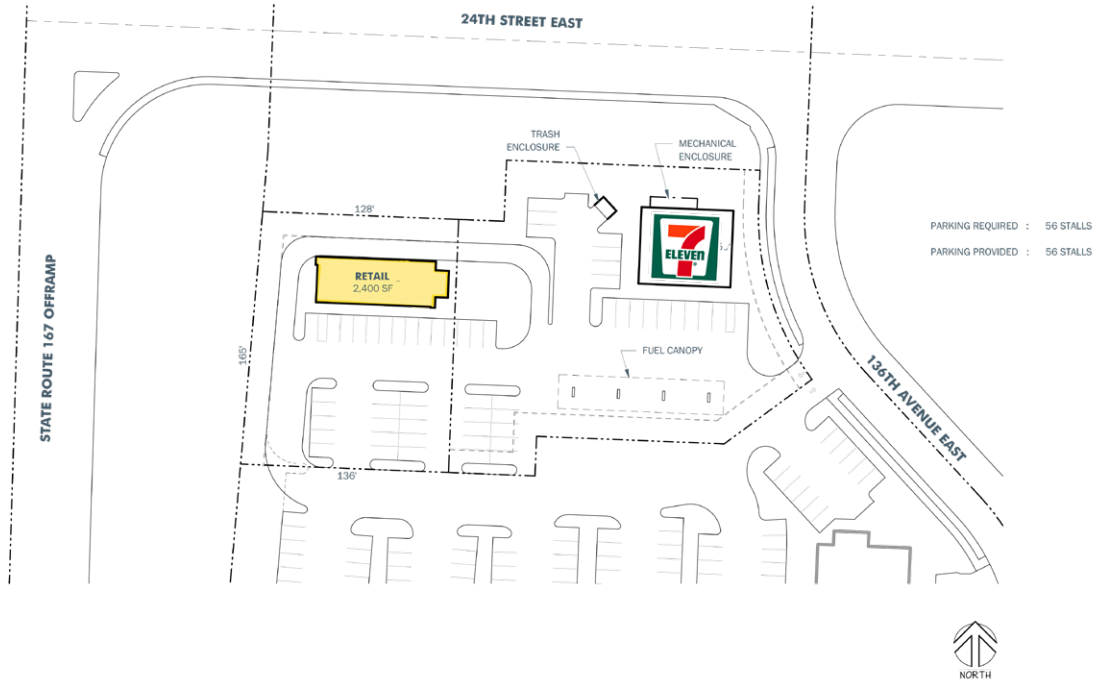 24TH STREET EAST
TRASH
ENCLOSURE
MECHANICAL
ENCLOSURE
128'
PARKING REQUIRED : 56 STALLS
PARKING PROVIDED : 56 STALLS
7
ELEVEN
RETAIL
2,400 SF
STATE ROUTE 167 OFFRAMP
165'
FUEL CANOPY
136TH AVENUE EAST
136'
NORTH